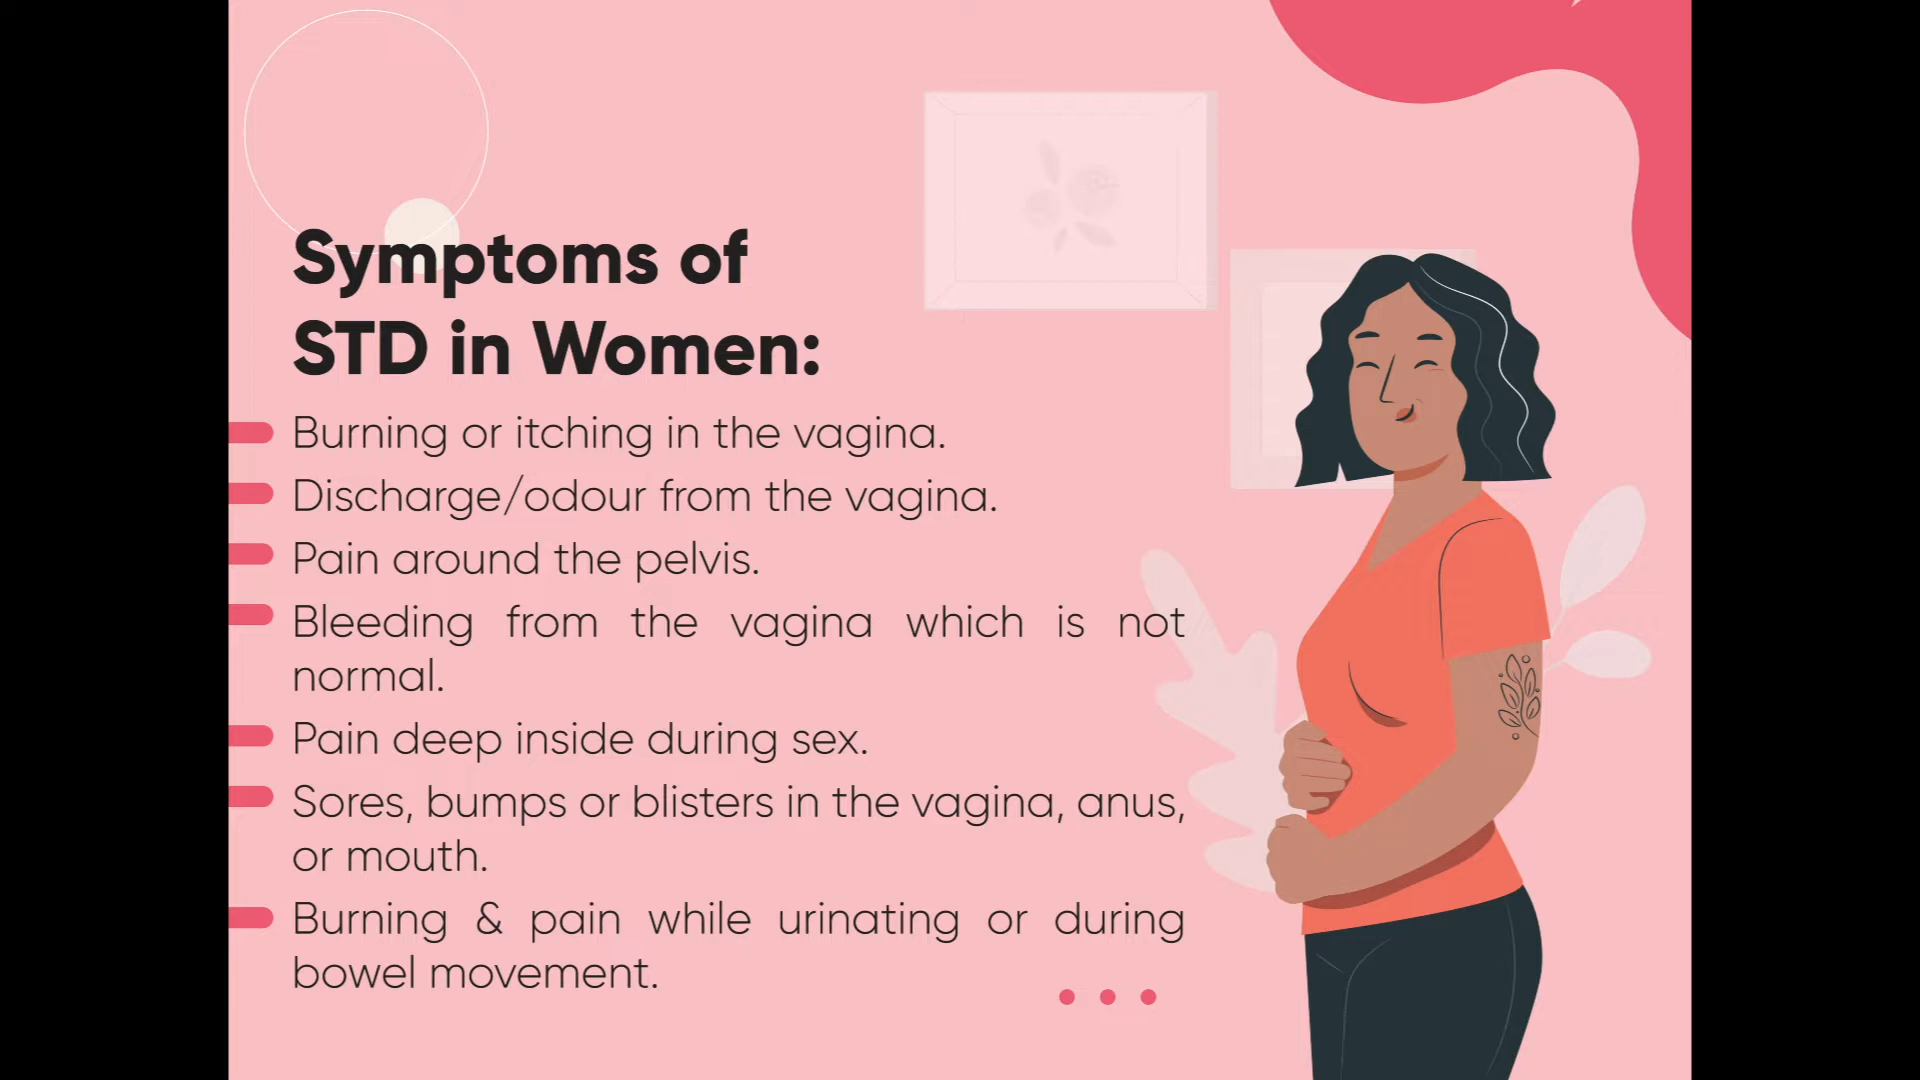 Symptoms of
STD in Women:
Burning or itching in the vagina.
Discharge/odour from the vagina.
Pain around the pelvis.
Bleeding from the vagina which is not
normal.
Pain deep inside during sex.
Sores, bumps or blisters in the vagina, anus,
or mouth.
Burning & pain while urinating or during
bowel movement.